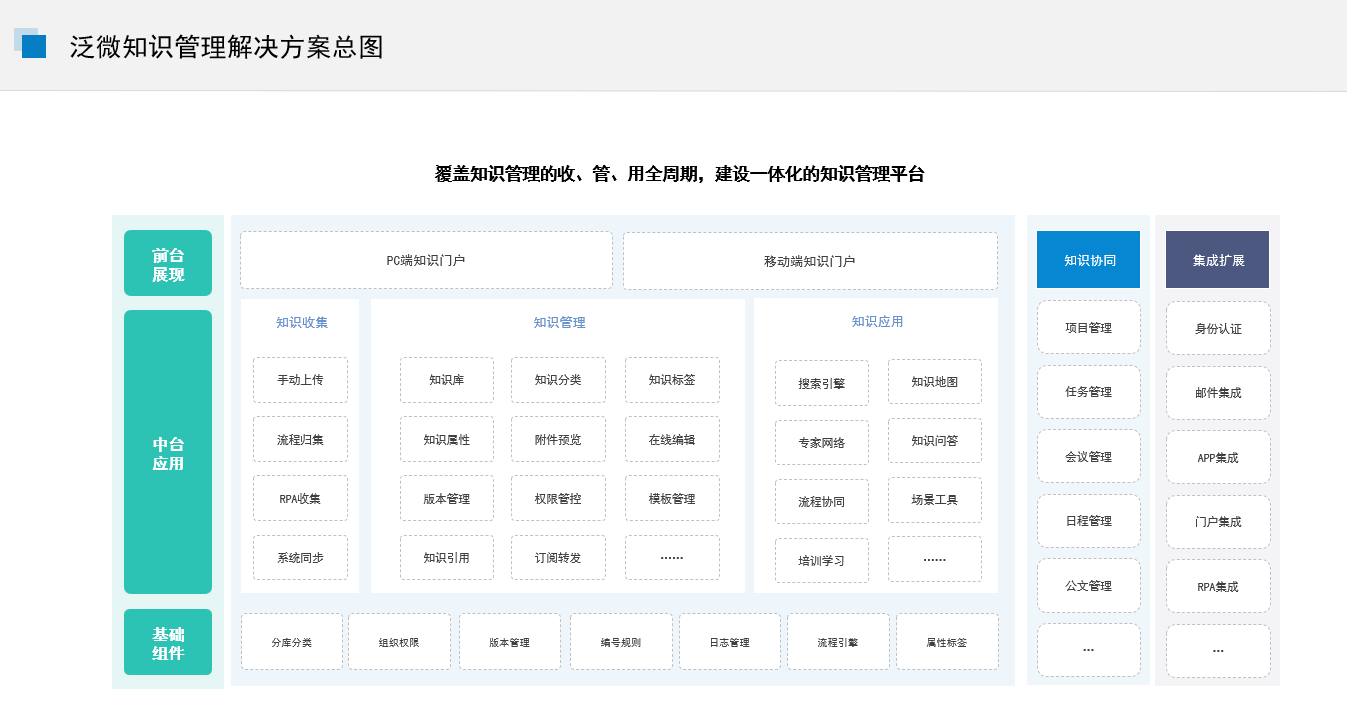 泛微知识管理解决方案总图
覆盖知识管理的收、管、用全周期，建设一体化的知识管理平台
前台
展现
PC端知识门户
移动端知识门户
中台
应用
知识收集
手动上传
流程归集
RPA收集
系统同步
知识管理
知识库
知识分类
知识标签
知识属性
附件预览
在线编辑
版本管理
权限管控
模板管理
知识引用
订阅转发
……
知识应用
搜索引擎
知识地图
专家网络
知识问答
流程协同
场景工具
培训学习
……
基础
组件
分库分类
组织权限
版本管理
编号规则
日志管理
流程引擎
属性标签
知识协同
项目管理
任务管理
会议管理
日程管理
公文管理
…
集成扩展
身份认证
邮件集成
APP集成
门户集成
RPA集成
…